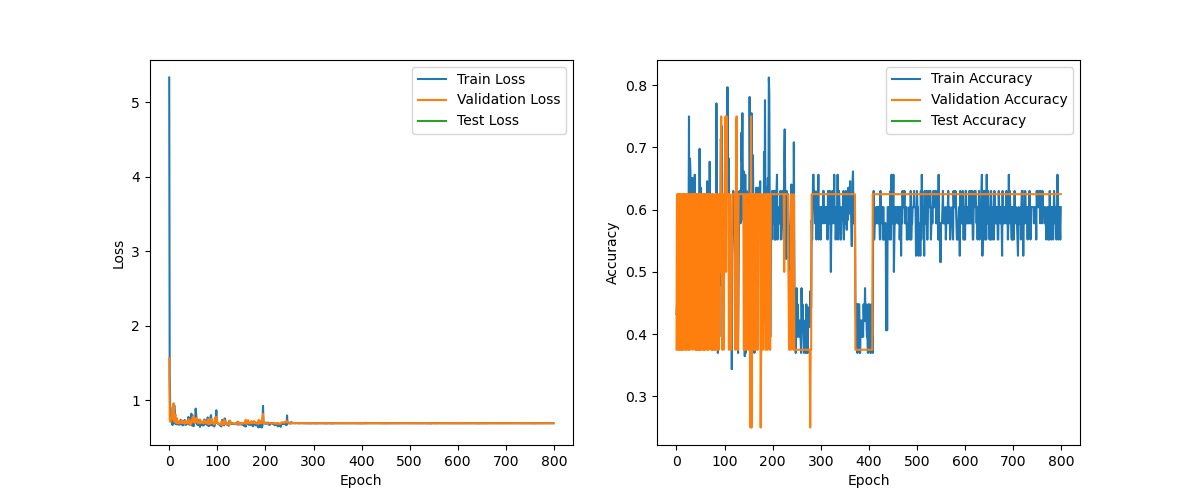 Train Loss
Validation Loss
Test Loss
5
4
3
2
1
Loss
0 100 200 300 400 500 600 700 800
Epoch
Train Accuracy
Validation Accuracy
Test Accuracy
0.8
0.7
0.6
0.5
0.4
0.3
Accuracy
0 100 200 300 400 500 600 700 800
Epoch